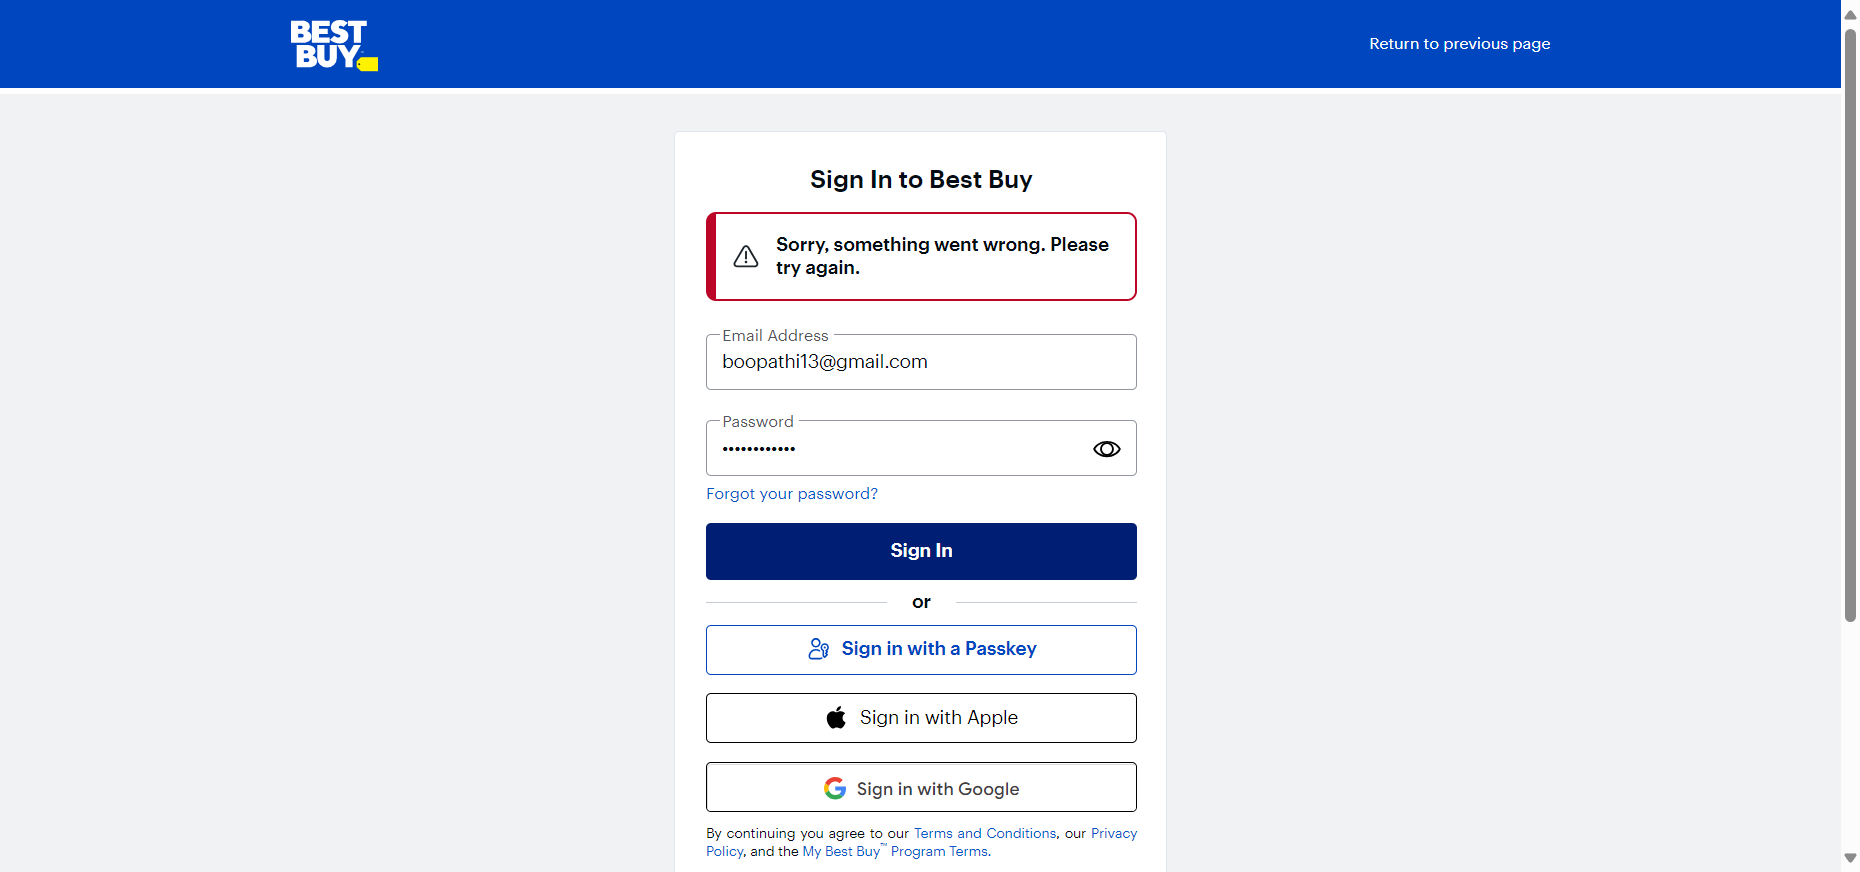 BEST
BUY
Return to previous page
Sign In to Best Buy
Sorry, something went wrong. Please
try again.
Email Address
boopathi13@gmail.com
Password
••••••••••••
Forgot your password?
Sign In
or
Sign in with a Passkey
Sign in with Apple
Sign in with Google
By continuing you agree to our Terms and Conditions, our Privacy
Policy, and the My Best Buy™ Program Terms.